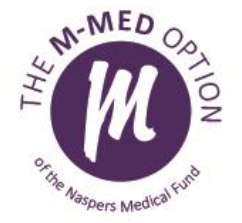 THE M-MED OPTION
M
of the Naspers Medical Fund